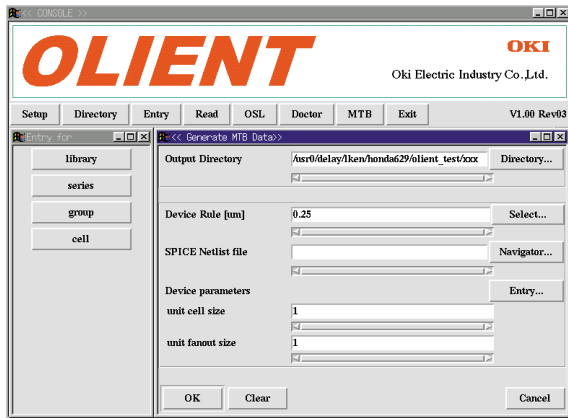 << CONSOLE >>
OLIENT
OKI
Oki Electric Industry Co.,Ltd.
Setup Directory Entry Read OSL Doctor MTB Exit V1.00 Rev03
Entry for
library
series
group
cell
<< Generate MTB Data>>
Output Directory /usr0/delay/lken/honda629/olient_test/xxx Directory...
Device Rule [um] 0.25 Select...
SPICE Netlist file Navigator...
Device parameters Entry...
unit cell size 1
unit fanout size 1
OK Clear Cancel